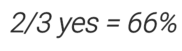 2/3 yes = 66%